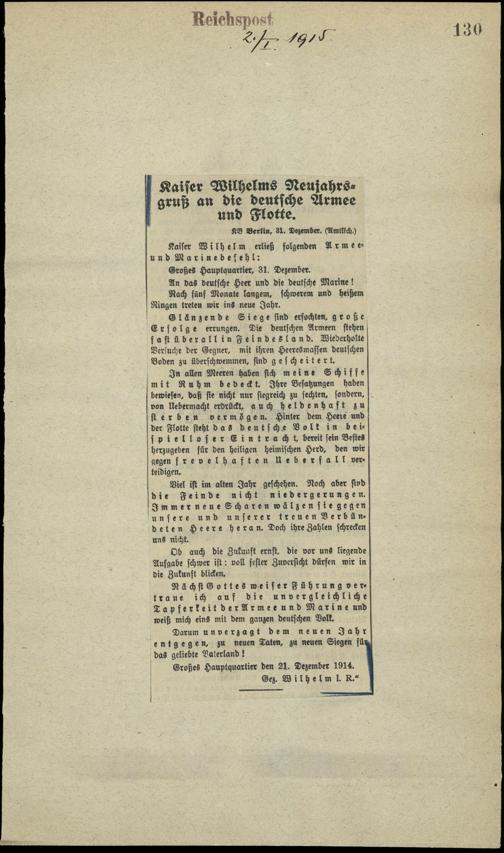 Reichspost
130
2./I. 1915.
Kaiser Wilhelms Neujahrs-
gruß an die deutsche Armee
und Flotte.
KB Berlin, 31. Dezember. (Amtlich.)
Kaiser Wilhelm erließ folgenden Armee-
und Marinebefehl:
Großes Hauptquartier, 31. Dezember.
An das deutsche Heer und die deutsche Marine!
Nach fünf Monate langem, schwerem und heißem
Ringen treten wir ins neue Jahr.
Glänzende Siege sind erfochten, große
Erfolge errungen. Die deutschen Armeen stehen
fast überall in Feindesland. Wiederholte
Versuche der Gegner, mit ihren Heeresmassen deutschen
Boden zu überschwemmen, sind gescheitert.
In allen Meeren haben sich meine Schiffe
mit Ruhm bedeckt. Ihre Besatzungen haben
bewiesen, daß sie nicht nur siegreich zu fechten, sondern,
von Uebermacht erdrückt, auch heldenhaft zu
sterben vermögen. Hinter dem Heere und
der Flotte steht das deutsche Volk in bei-
spielloser Eintracht, bereit sein Bestes
herzugeben für den heiligen heimischen Herd, den wir
gegen frevelhaften Ueberfall ver-
teidigen.
Viel ist im alten Jahr geschehen. Noch aber sind
die Feinde nicht niedergerungen.
Immer neue Scharen wälzen sie gegen
unsere und unserer treuen Verbün-
deten Heere heran. Doch ihre Zahlen schrecken
uns nicht.
Ob auch die Zukunft ernst, die vor uns liegende
Aufgabe schwer ist: voll fester Zuversicht dürfen wir in
die Zukunft blicken.
Nächst Gottes weiser Führung ver-
traue ich auf die unvergleichliche
Tapferkeit der Armee und Marine und
weiß mich eins mit dem ganzen deutschen Volk.
Darum unverzagt dem neuen Jahr
entgegen, zu neuen Taten, zu neuen Siegen für
das geliebte Vaterland!
Großes Hauptquartier den 21. Dezember 1914.
Gez. Wilhelm I. R.“